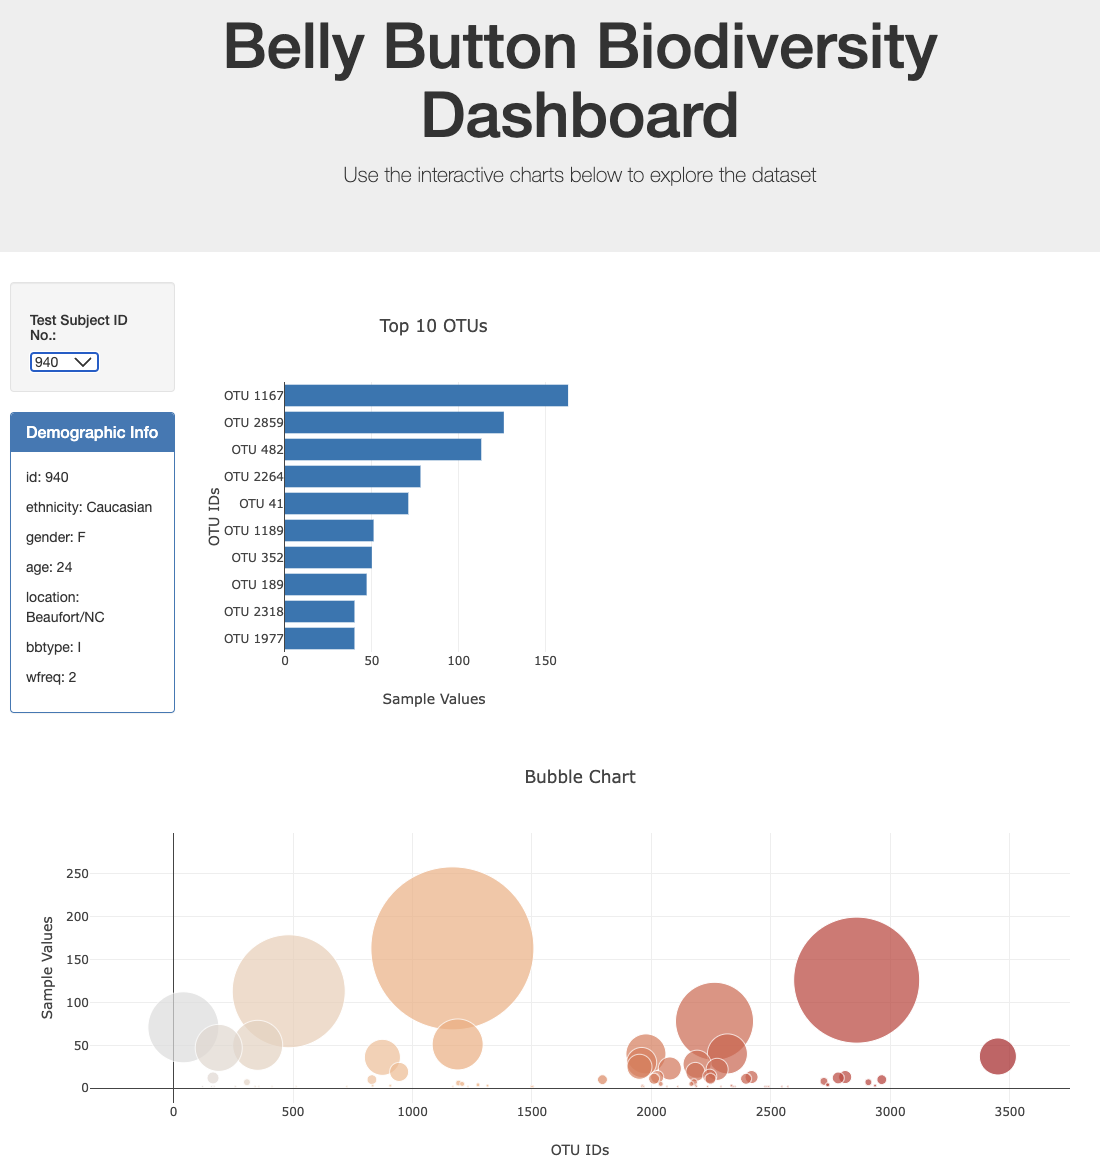 Belly Button Biodiversity
Dashboard
Use the interactive charts below to explore the dataset
Test Subject ID
No.:
940
Demographic Info
id: 940
ethnicity: Caucasian
gender: F
age: 24
location:
Beaufort/NC
bbtype: I
wfreq: 2
Top 10 OTUs
OTU IDs
OTU 1167
OTU 2859
OTU 482
OTU 2264
OTU 41
OTU 1189
OTU 352
OTU 189
OTU 2318
OTU 1977
0 50 100 150
Sample Values
Bubble Chart
Sample Values
250
200
150
100
50
0
0 500 1000 1500 2000 2500 3000 3500
OTU IDs